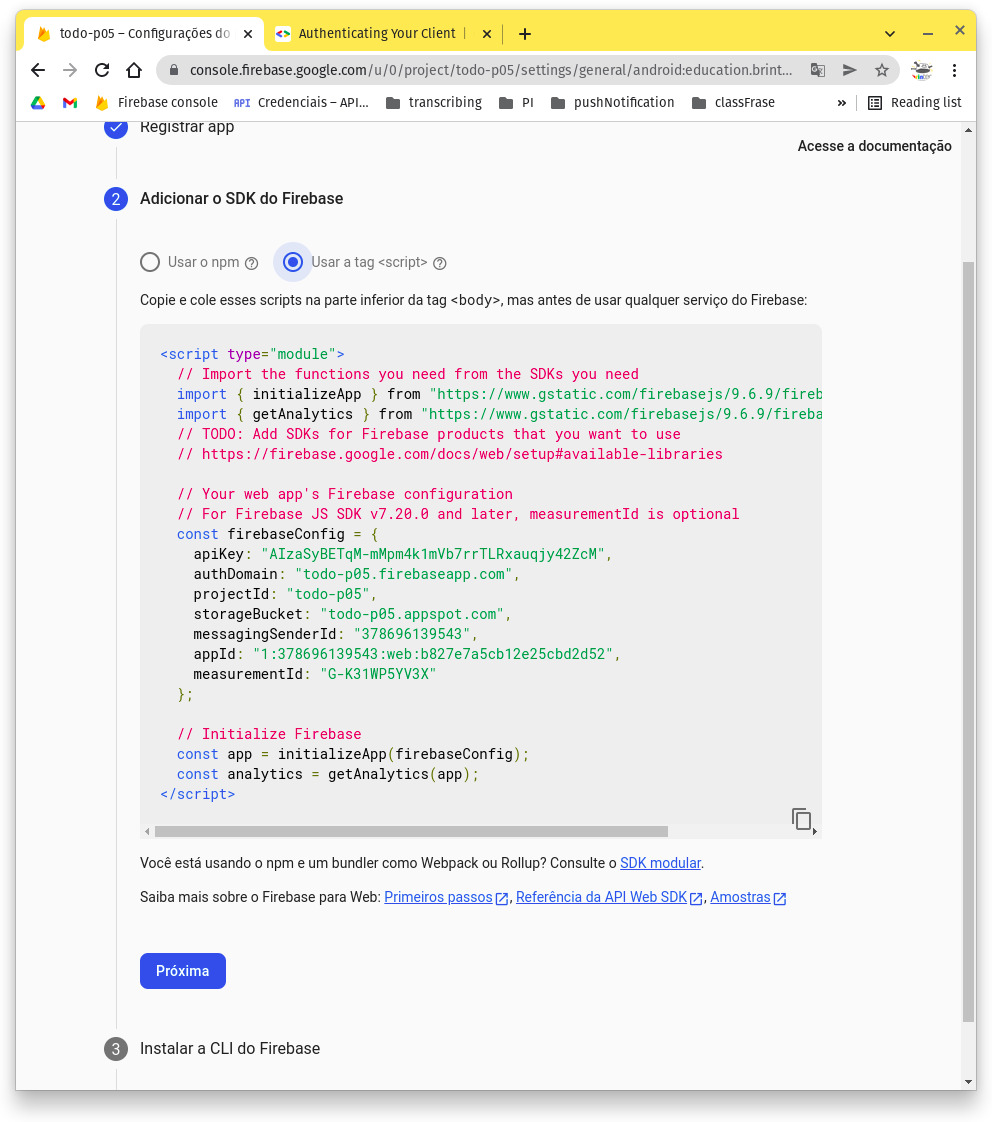 todo-p05 – Configurações do
Authenticating Your Client
console.firebase.google.com/u/0/project/todo-p05/settings/general/android:education.brint...
Firebase console
API
Credenciais – API...
transcribing
PI
pushNotification
classFrase
»
Reading list
Registrar app
Acesse a documentação
2
Adicionar o SDK do Firebase
Usar o npm ?
Usar a tag <script> ?
Copie e cole esses scripts na parte inferior da tag <body>, mas antes de usar qualquer serviço do Firebase:
<script type="module">
// Import the functions you need from the SDKs you need
import { initializeApp } from "https://www.gstatic.com/firebasejs/9.6.9/fireb
import { getAnalytics } from "https://www.gstatic.com/firebasejs/9.6.9/fireba
// TODO: Add SDKs for Firebase products that you want to use
// https://firebase.google.com/docs/web/setup#available-libraries
// Your web app's Firebase configuration
// For Firebase JS SDK v7.20.0 and later, measurementId is optional
const firebaseConfig = {
apiKey: "AIzaSyBETqM-mMpm4k1mVb7rrTLRxauqjy42ZcM",
authDomain: "todo-p05.firebaseapp.com",
projectId: "todo-p05",
storageBucket: "todo-p05.appspot.com",
messagingSenderId: "378696139543",
appId: "1:378696139543:web:b827e7a5cb12e25cbd2d52",
measurementId: "G-K31WP5YV3X"
};
// Initialize Firebase
const app = initializeApp(firebaseConfig);
const analytics = getAnalytics(app);
</script>
Você está usando o npm e um bundler como Webpack ou Rollup? Consulte o SDK modular.
Saiba mais sobre o Firebase para Web: Primeiros passos, Referência da API Web SDK, Amostras
Próxima
3
Instalar a CLI do Firebase